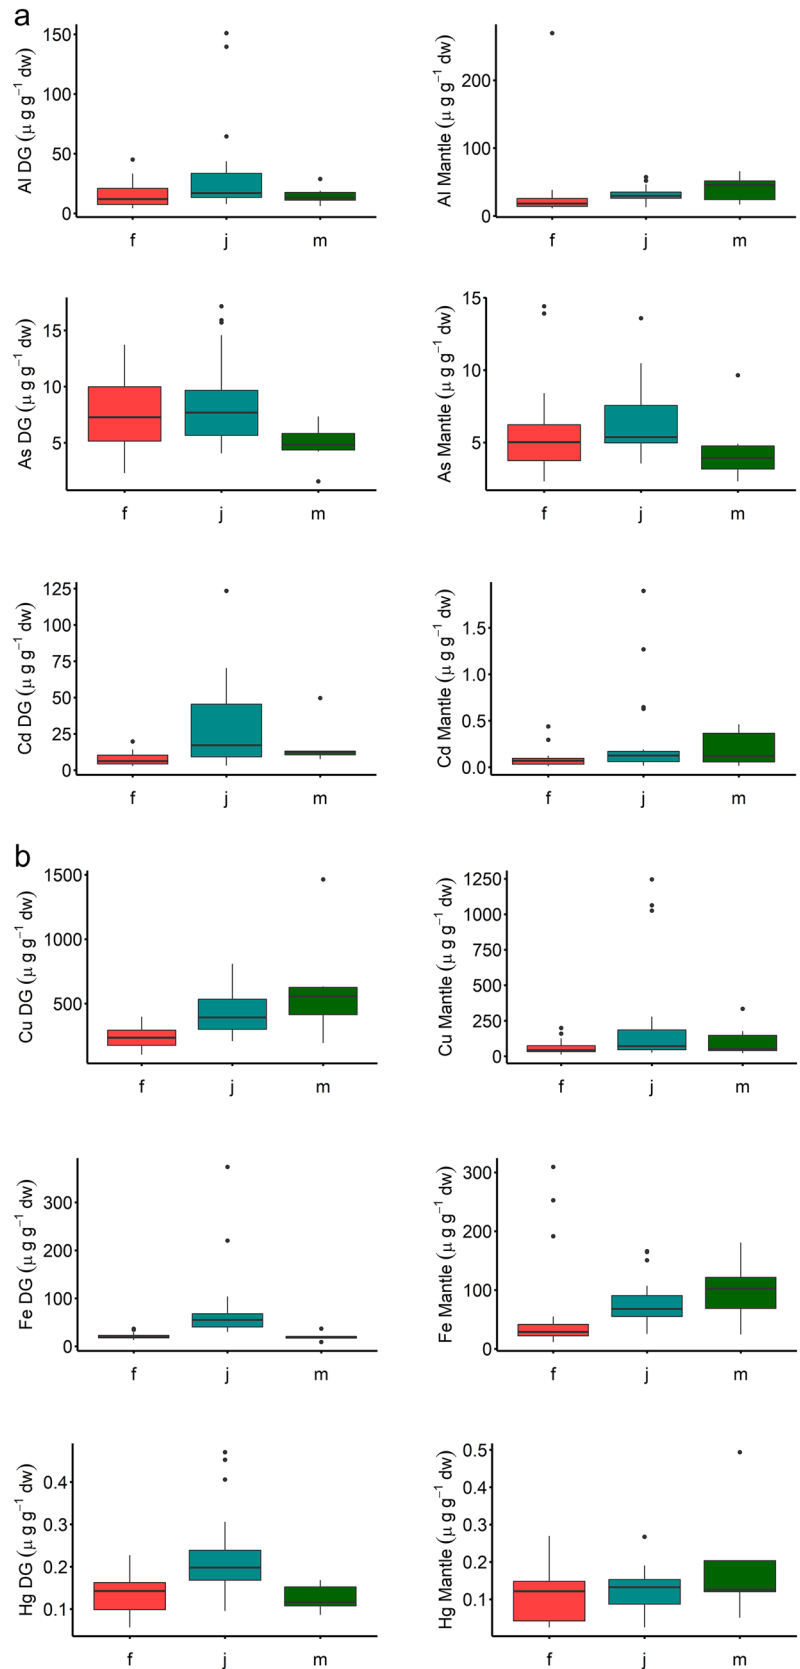 a
Al DG (μ g g⁻¹ dw)
150
100
50
0
f j m
Al Mantle (μ g g⁻¹ dw)
200
100
0
f j m
As DG (μ g g⁻¹ dw)
15
10
5
f j m
As Mantle (μ g g⁻¹ dw)
15
10
5
f j m
Cd DG (μ g g⁻¹ dw)
125
100
75
50
25
0
f j m
Cd Mantle (μ g g⁻¹ dw)
1.5
1.0
0.5
0.0
f j m
b
Cu DG (μ g g⁻¹ dw)
1500
1000
500
f j m
Cu Mantle (μ g g⁻¹ dw)
1250
1000
750
500
250
0
f j m
Fe DG (μ g g⁻¹ dw)
300
200
100
0
f j m
Fe Mantle (μ g g⁻¹ dw)
300
200
100
0
f j m
Hg DG (μ g g⁻¹ dw)
0.4
0.3
0.2
0.1
f j m
Hg Mantle (μ g g⁻¹ dw)
0.5
0.4
0.3
0.2
0.1
f j m